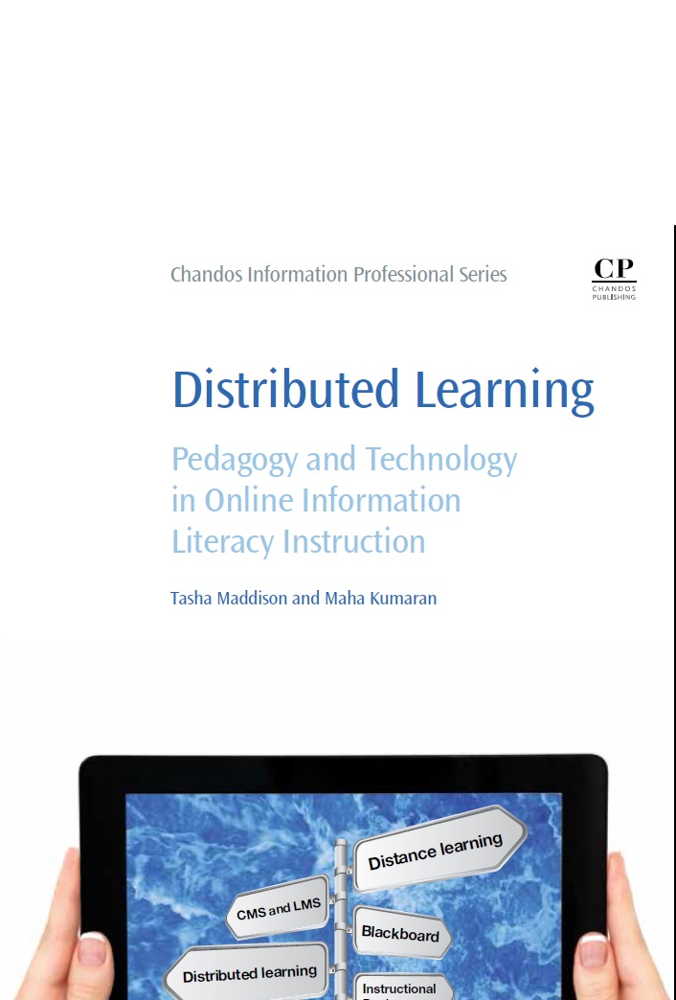 Chandos Information Professional Series
CP
CHANDOS
PUBLISHING
Distributed Learning
Pedagogy and Technology
in Online Information
Literacy Instruction
Tasha Maddison and Maha Kumaran
Distance learning
CMS and LMS
Blackboard
Distributed learning
Instructional